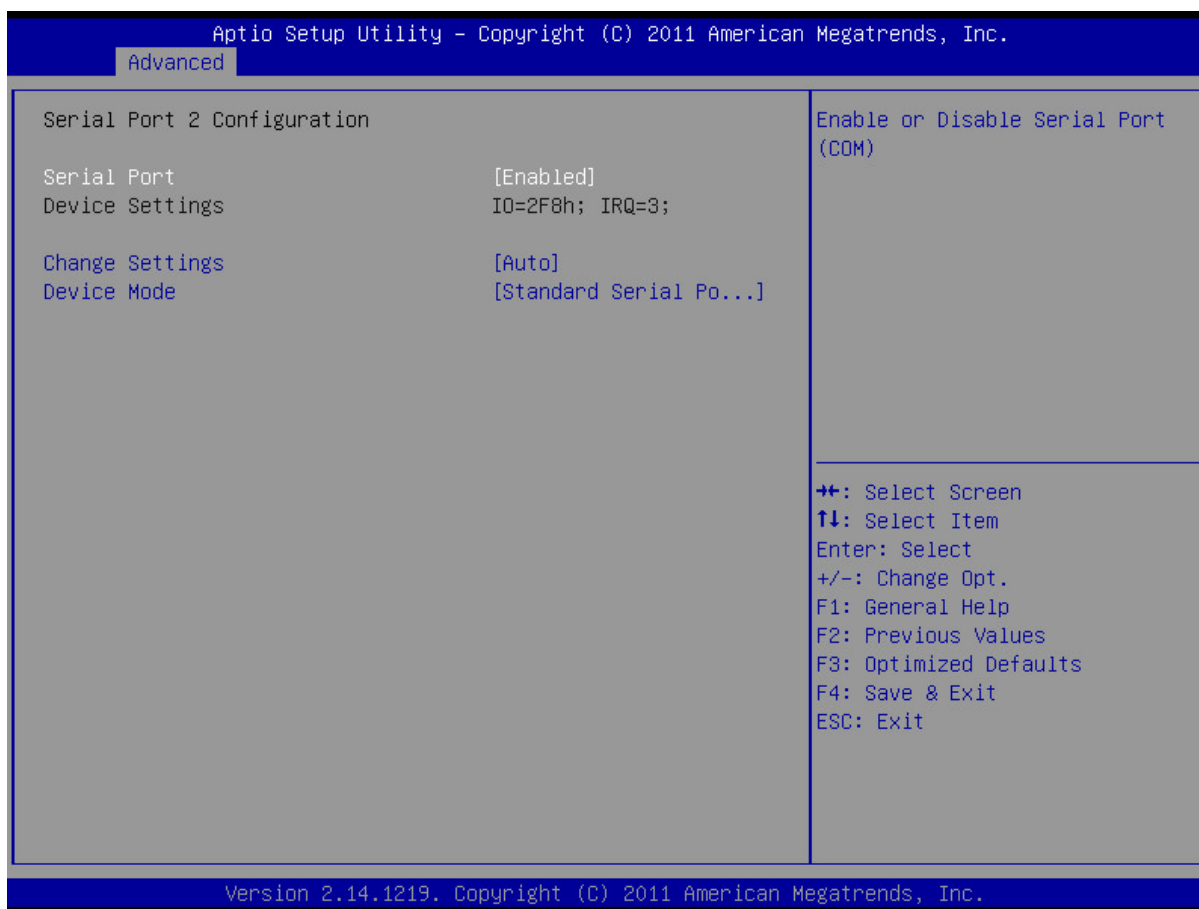 Aptio Setup Utility – Copyright (C) 2011 American Megatrends, Inc.
Advanced
Serial Port 2 Configuration
Serial Port [Enabled]
Device Settings IO=2F8h; IRQ=3;
Change Settings [Auto]
Device Mode [Standard Serial Po...]
Enable or Disable Serial Port
(COM)
→←: Select Screen
↑↓: Select Item
Enter: Select
+/-: Change Opt.
F1: General Help
F2: Previous Values
F3: Optimized Defaults
F4: Save & Exit
ESC: Exit
Version 2.14.1219. Copyright (C) 2011 American Megatrends, Inc.